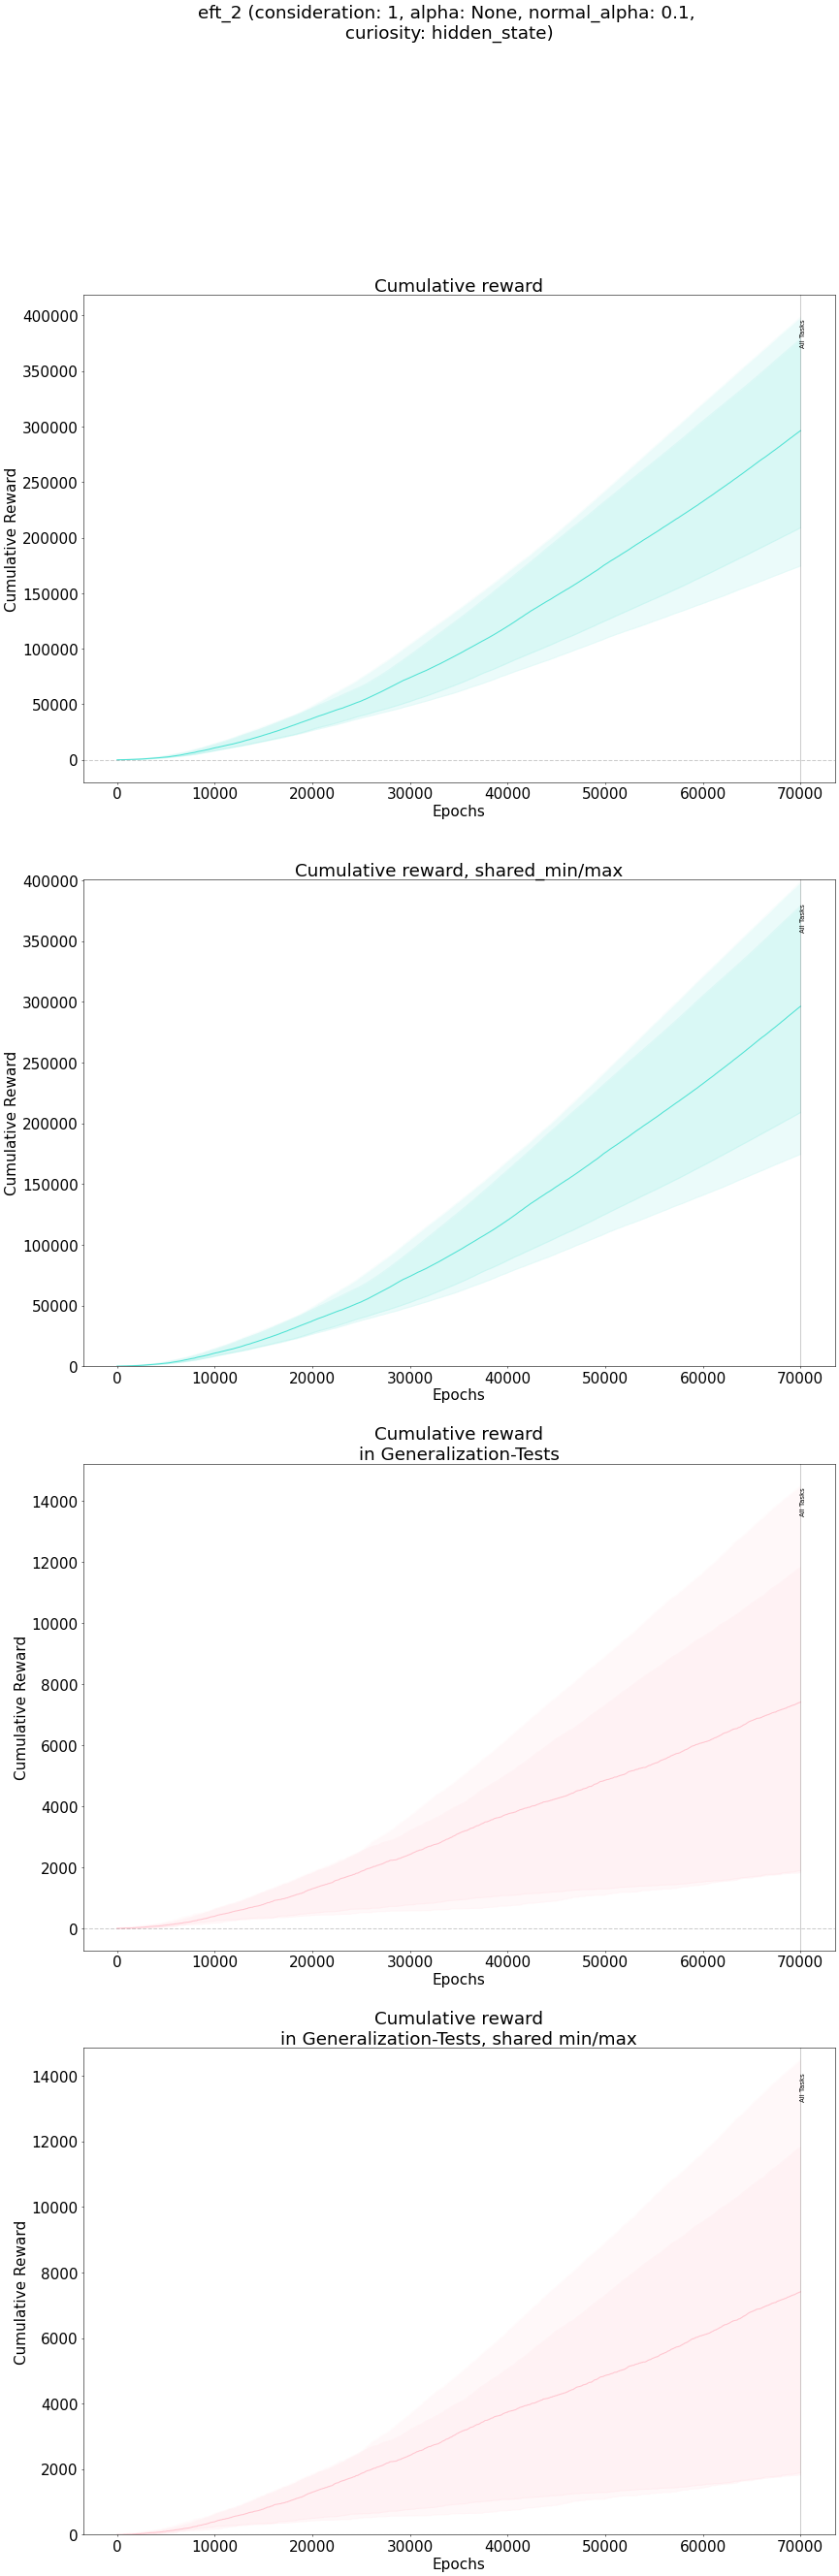 eft_2 (consideration: 1, alpha: None, normal_alpha: 0.1,
curiosity: hidden_state)
Cumulative reward
400000
350000
300000
250000
200000
150000
100000
50000
0
Cumulative Reward
All Tasks
0 10000 20000 30000 40000 50000 60000 70000
Epochs
Cumulative reward, shared_min/max
400000
350000
300000
250000
200000
150000
100000
50000
0
Cumulative Reward
All Tasks
0 10000 20000 30000 40000 50000 60000 70000
Epochs
Cumulative reward
in Generalization-Tests
14000
12000
10000
8000
6000
4000
2000
0
Cumulative Reward
All Tasks
0 10000 20000 30000 40000 50000 60000 70000
Epochs
Cumulative reward
in Generalization-Tests, shared min/max
14000
12000
10000
8000
6000
4000
2000
0
Cumulative Reward
All Tasks
0 10000 20000 30000 40000 50000 60000 70000
Epochs